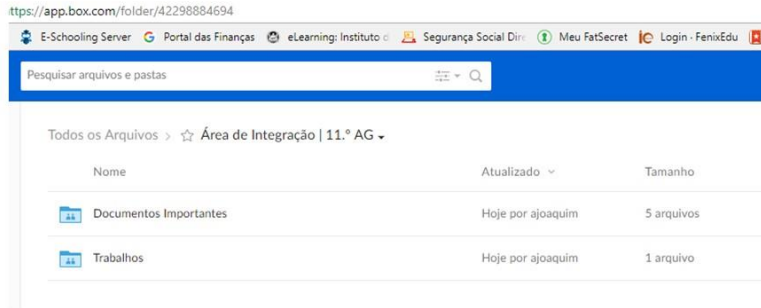 ttps://app.box.com/folder/42298884694
E-Schooling Server Portal das Finanças eLearning: Instituto d Segurança Social Dire Meu FatSecret Login · FenixEdu
Pesquisar arquivos e pastas
Todos os Arquivos > Área de Integração | 11.º AG
Nome Atualizado Tamanho
Documentos Importantes Hoje por ajoaquim 5 arquivos
Trabalhos Hoje por ajoaquim 1 arquivo